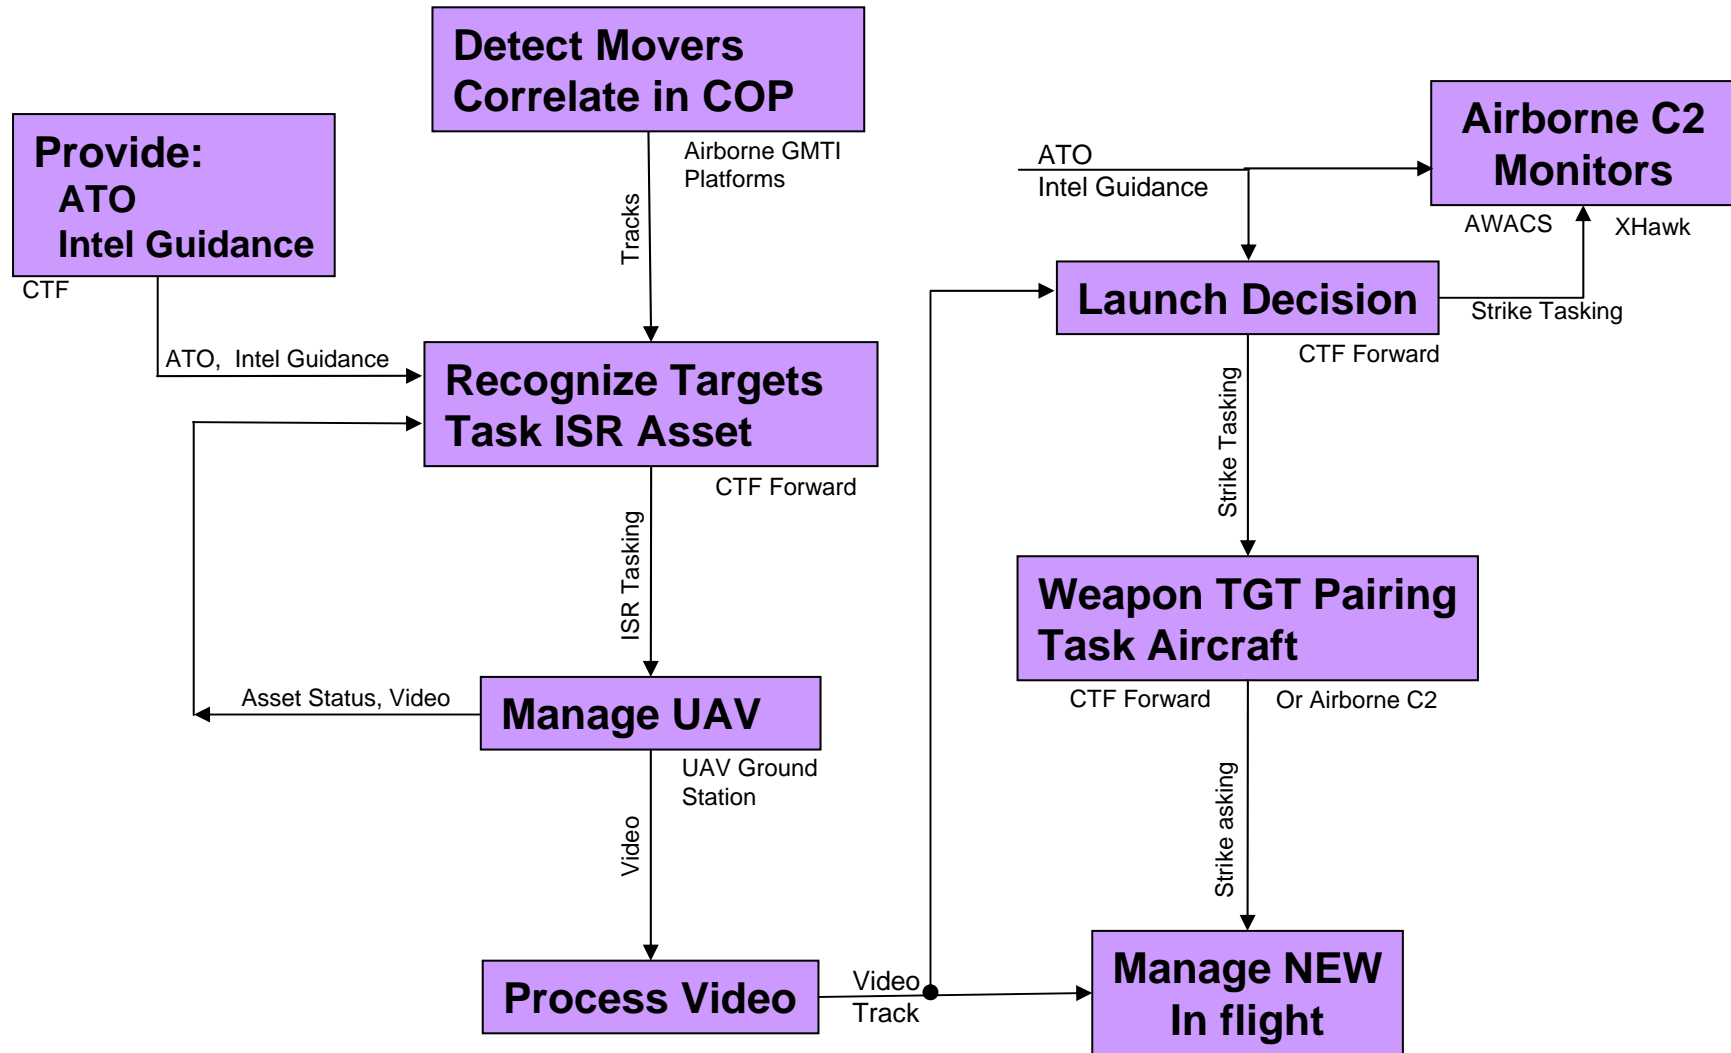 Detect Movers
Correlate in COP
Airborne GMTI
Platforms
Provide:
ATO
Intel Guidance
CTF
Tracks
ATO,  Intel Guidance
Recognize Targets
Task ISR Asset
CTF Forward
ISR Tasking
Asset Status, Video
Manage UAV
UAV Ground
Station
Video
Process Video
Video
Track
ATO
Intel Guidance
Airborne C2
Monitors
AWACS
XHawk
Launch Decision
Strike Tasking
CTF Forward
Strike Tasking
Weapon TGT Pairing
Task Aircraft
CTF Forward
Or Airborne C2
Strike asking
Manage NEW
In flight